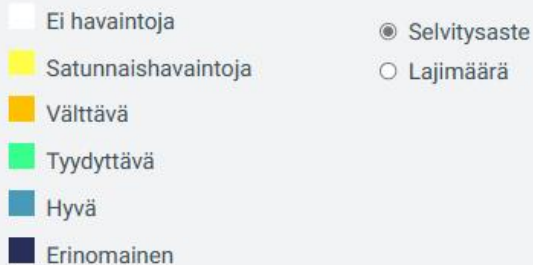 Ei havaintoja
Satunnaishavaintoja
Välttävä
Tyydyttävä
Hyvä
Erinomainen
Selvitysaste
Lajimäärä